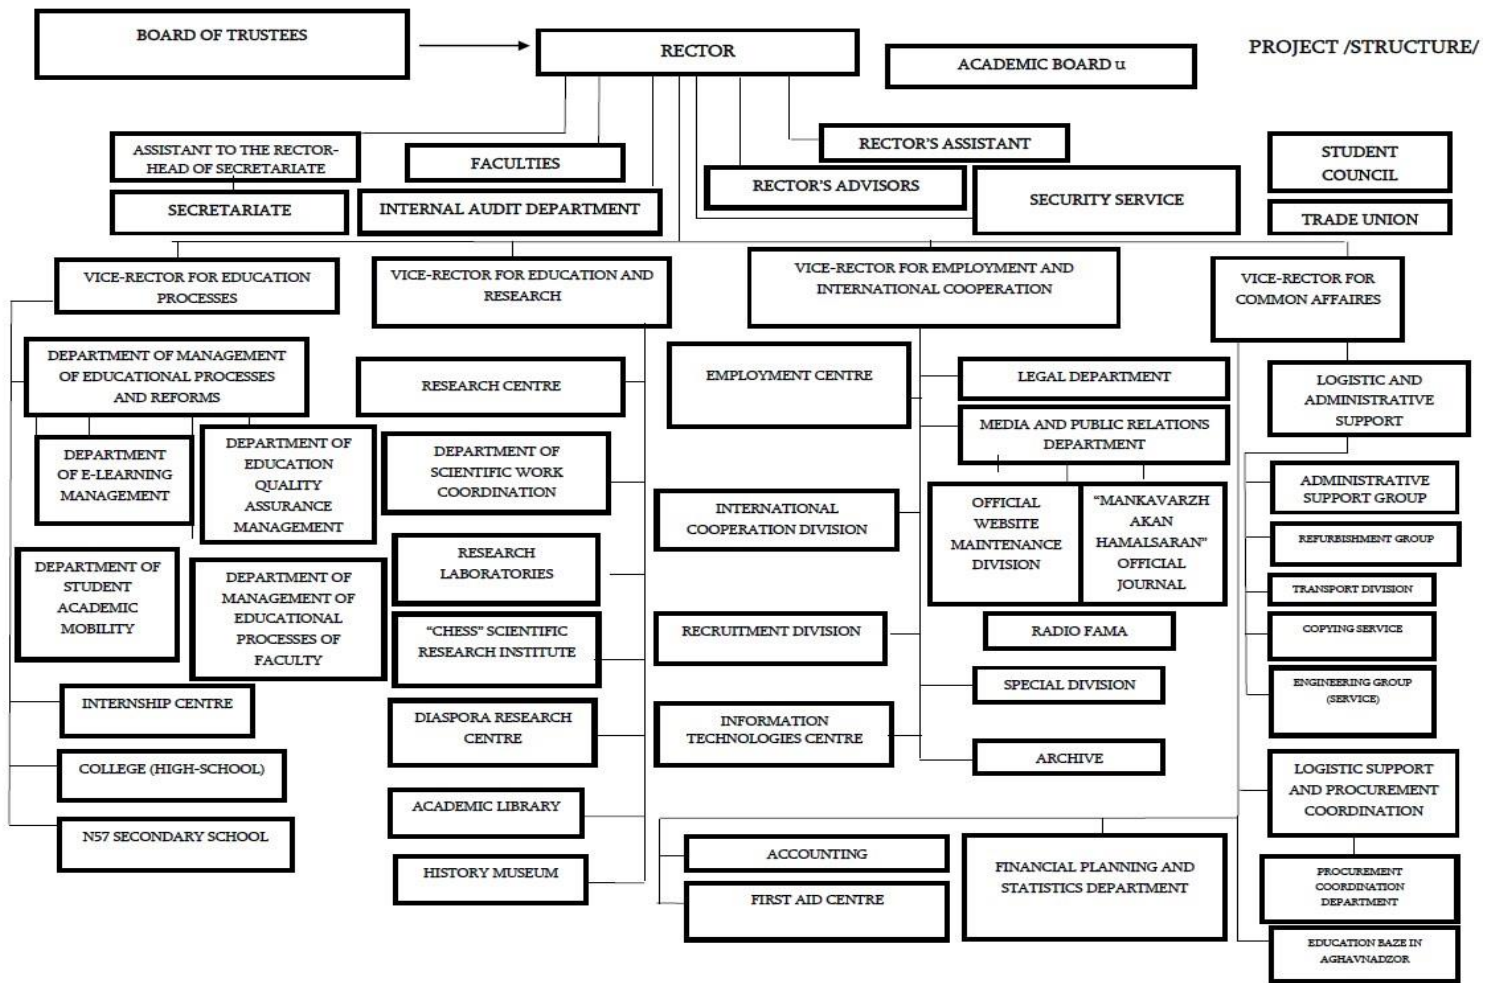 BOARD OF TRUSTEES
RECTOR
ACADEMIC BOARD և
PROJECT /STRUCTURE/
ASSISTANT TO THE RECTOR-
HEAD OF SECRETARIATE
FACULTIES
RECTOR'S ASSISTANT
STUDENT
COUNCIL
SECRETARIATE
INTERNAL AUDIT DEPARTMENT
RECTOR'S ADVISORS
SECURITY SERVICE
TRADE UNION
VICE-RECTOR FOR EDUCATION
PROCESSES
VICE-RECTOR FOR EDUCATION AND
RESEARCH
VICE-RECTOR FOR EMPLOYMENT AND
INTERNATIONAL COOPERATION
VICE-RECTOR FOR
COMMON AFFAIRES
DEPARTMENT OF MANAGEMENT
OF EDUCATIONAL PROCESSES
AND REFORMS
DEPARTMENT
OF E-LEARNING
MANAGEMENT
DEPARTMENT OF
EDUCATION
QUALITY
ASSURANCE
MANAGEMENT
DEPARTMENT OF
STUDENT
ACADEMIC
MOBILITY
DEPARTMENT OF
MANAGEMENT OF
EDUCATIONAL
PROCESSES OF
FACULTY
INTERNSHIP CENTRE
COLLEGE (HIGH-SCHOOL)
N57 SECONDARY SCHOOL
RESEARCH CENTRE
DEPARTMENT OF
SCIENTIFIC WORK
COORDINATION
RESEARCH
LABORATORIES
"CHESS" SCIENTIFIC
RESEARCH INSTITUTE
DIASPORA RESEARCH
CENTRE
ACADEMIC LIBRARY
HISTORY MUSEUM
EMPLOYMENT CENTRE
INTERNATIONAL
COOPERATION DIVISION
RECRUITMENT DIVISION
INFORMATION
TECHNOLOGIES CENTRE
LEGAL DEPARTMENT
MEDIA AND PUBLIC RELATIONS
DEPARTMENT
OFFICIAL
WEBSITE
MAINTENANCE
DIVISION
"MANKAVARZH
AKAN
HAMALSARAN"
OFFICIAL
JOURNAL
RADIO FAMA
SPECIAL DIVISION
ARCHIVE
ACCOUNTING
FIRST AID CENTRE
FINANCIAL PLANNING AND
STATISTICS DEPARTMENT
LOGISTIC AND
ADMINISTRATIVE
SUPPORT
ADMINISTRATIVE
SUPPORT GROUP
REFURBISHMENT GROUP
TRANSPORT DIVISION
COPYING SERVICE
ENGINEERING GROUP
(SERVICE)
LOGISTIC SUPPORT
AND PROCUREMENT
COORDINATION
PROCUREMENT
COORDINATION
DEPARTMENT
EDUCATION BAZE IN
AGHAVNADZOR